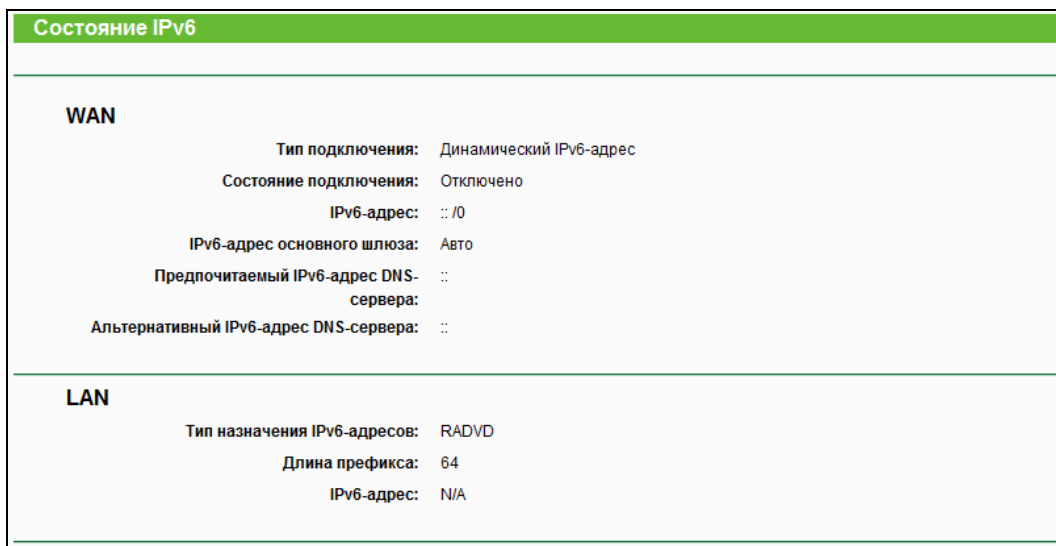 Состояние IPv6
WAN
Тип подключения: Динамический IPv6-адрес
Состояние подключения: Отключено
IPv6-адрес: :: /0
IPv6-адрес основного шлюза: Авто
Предпочитаемый IPv6-адрес DNS- ::
сервера:
Альтернативный IPv6-адрес DNS-сервера: ::
LAN
Тип назначения IPv6-адресов: RADVD
Длина префикса: 64
IPv6-адрес: N/A